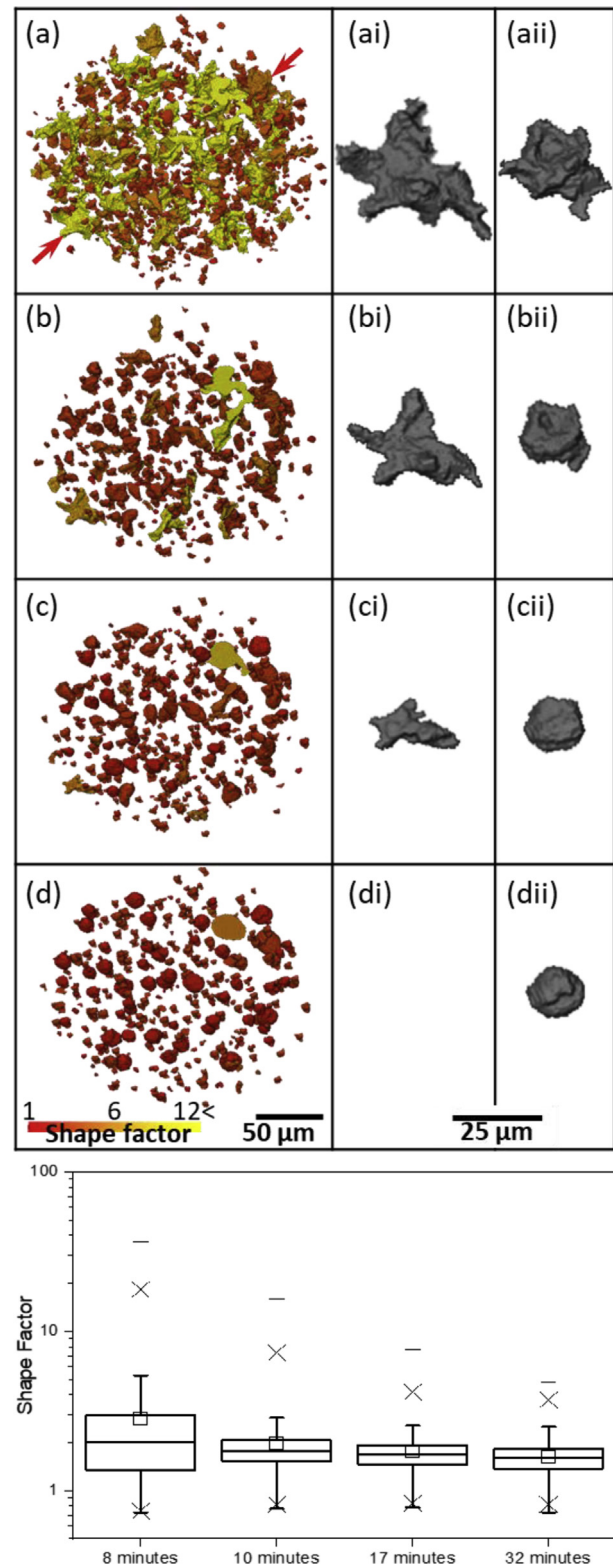 (a) (ai) (aii)
(b) (bi) (bii)
(c) (ci) (cii)
(d) (di) (dii)
1 6 12<
Shape factor 50 μm 25 μm
100
10
1
Shape Factor
8 minutes 10 minutes 17 minutes 32 minutes